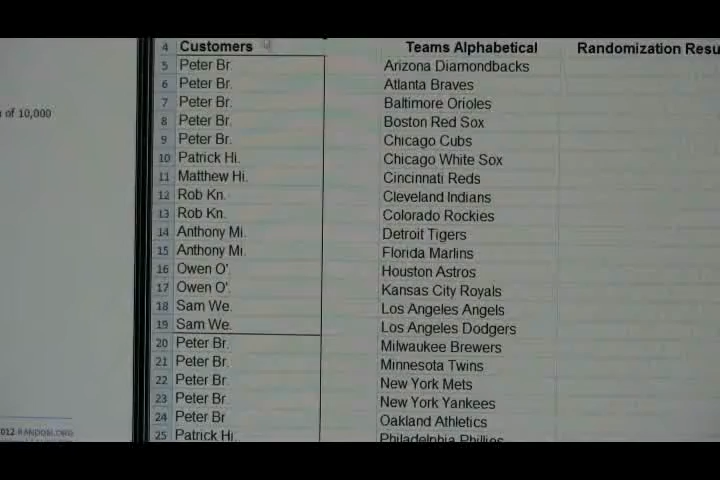 4 Customers Teams Alphabetical Randomization Resu
5 Peter Br. Arizona Diamondbacks
6 Peter Br. Atlanta Braves
7 Peter Br. Baltimore Orioles
8 Peter Br. Boston Red Sox
of 10,000
9 Peter Br. Chicago Cubs
10 Patrick Hi. Chicago White Sox
11 Matthew Hi. Cincinnati Reds
12 Rob Kn. Cleveland Indians
13 Rob Kn. Colorado Rockies
14 Anthony Mi. Detroit Tigers
15 Anthony Mi. Florida Marlins
16 Owen O'. Houston Astros
17 Owen O'. Kansas City Royals
18 Sam We. Los Angeles Angels
19 Sam We. Los Angeles Dodgers
20 Peter Br. Milwaukee Brewers
21 Peter Br. Minnesota Twins
22 Peter Br. New York Mets
23 Peter Br. New York Yankees
24 Peter Br Oakland Athletics
012 RANDOM.ORG
25 Patrick Hi. Philadelphia Phillies